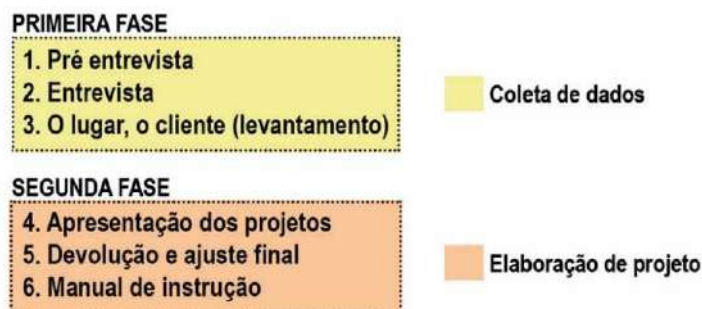 PRIMEIRA FASE
1. Pré entrevista
2. Entrevista
3. O lugar, o cliente (levantamento)
Coleta de dados
SEGUNDA FASE
4. Apresentação dos projetos
5. Devolução e ajuste final
6. Manual de instrução
Elaboração de projeto